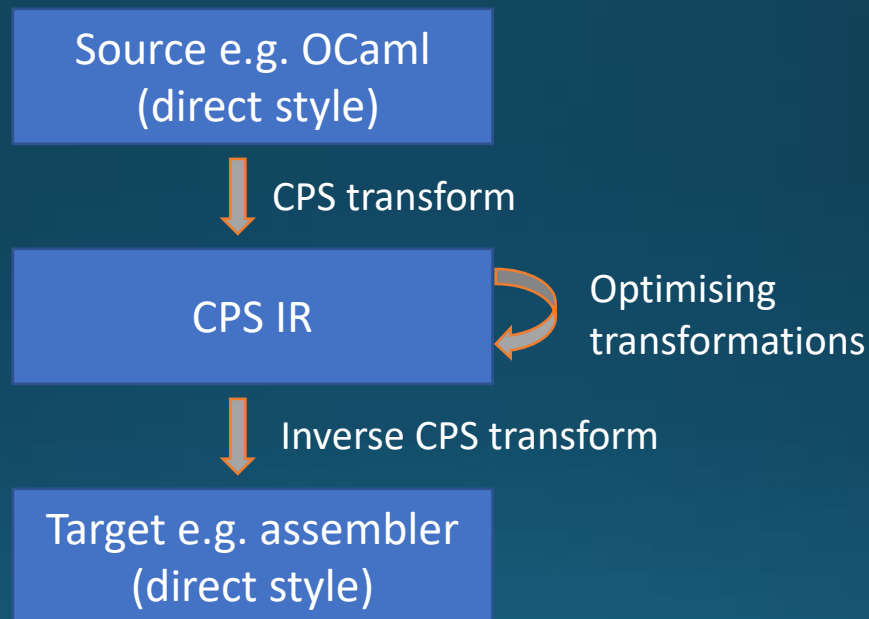 Source e.g. OCaml
(direct style)
CPS transform
CPS IR
Optimising
transformations
Inverse CPS transform
Target e.g. assembler
(direct style)